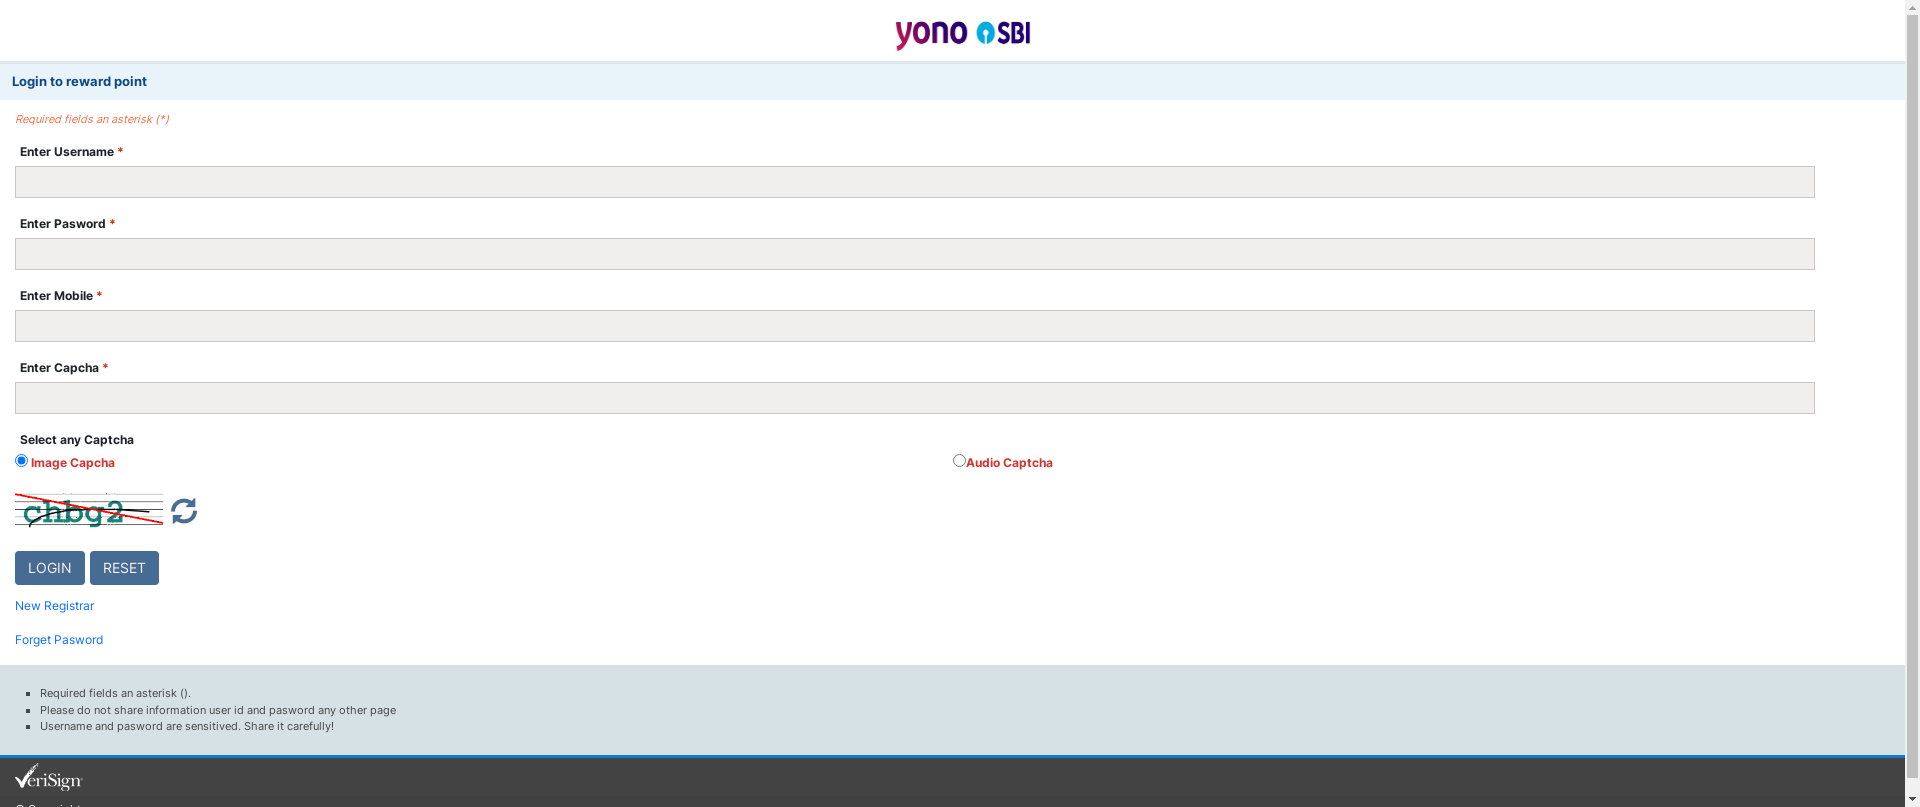 yono SBI
Login to reward point
Required fields an asterisk (*)
Enter Username *
Enter Pasword *
Enter Mobile *
Enter Capcha *
Select any Captcha
Image Capcha
Audio Captcha
chbg2
LOGIN RESET
New Registrar
Forget Pasword
Required fields an asterisk ().
Please do not share information user id and pasword any other page
Username and pasword are sensitived. Share it carefully!
VeriSign